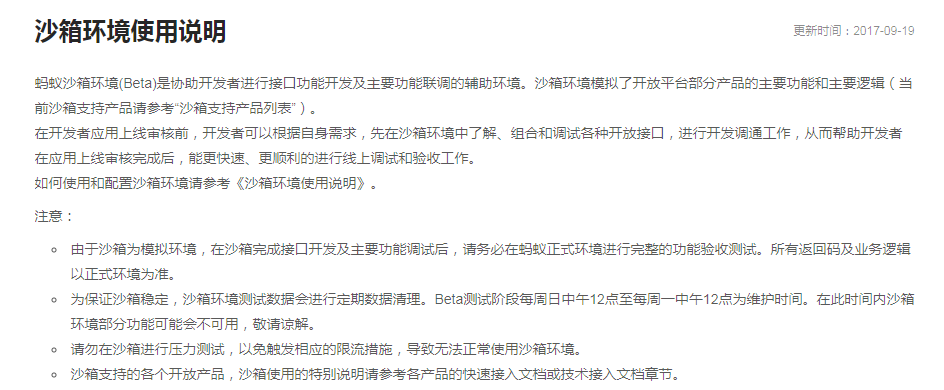 沙箱环境使用说明
更新时间：2017-09-19
蚂蚁沙箱环境(Beta)是协助开发者进行接口功能开发及主要功能联调的辅助环境。沙箱环境模拟了开放平台部分产品的主要功能和主要逻辑（当
前沙箱支持产品请参考“沙箱支持产品列表”）。
在开发者应用上线审核前，开发者可以根据自身需求，先在沙箱环境中了解、组合和调试各种开放接口，进行开发调通工作，从而帮助开发者
在应用上线审核完成后，能更快速、更顺利的进行线上调试和验收工作。
如何使用和配置沙箱环境请参考《沙箱环境使用说明》。
注意：
由于沙箱为模拟环境，在沙箱完成接口开发及主要功能调试后，请务必在蚂蚁正式环境进行完整的功能验收测试。所有返回码及业务逻辑
以正式环境为准。
为保证沙箱稳定，沙箱环境测试数据会进行定期数据清理。Beta测试阶段每周日中午12点至每周一中午12点为维护时间。在此时间内沙箱
环境部分功能可能会不可用，敬请谅解。
请勿在沙箱进行压力测试，以免触发相应的限流措施，导致无法正常使用沙箱环境。
沙箱支持的各个开放产品，沙箱使用的特别说明请参考各产品的快速接入文档或技术接入文档章节。